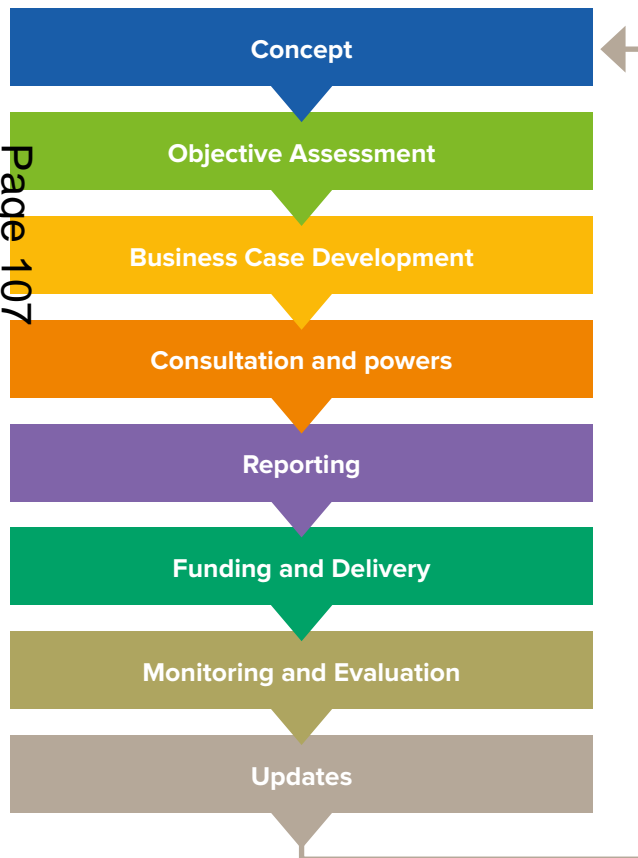 Concept
Objective Assessment
Page 107
Business Case Development
Consultation and powers
Reporting
Funding and Delivery
Monitoring and Evaluation
Updates